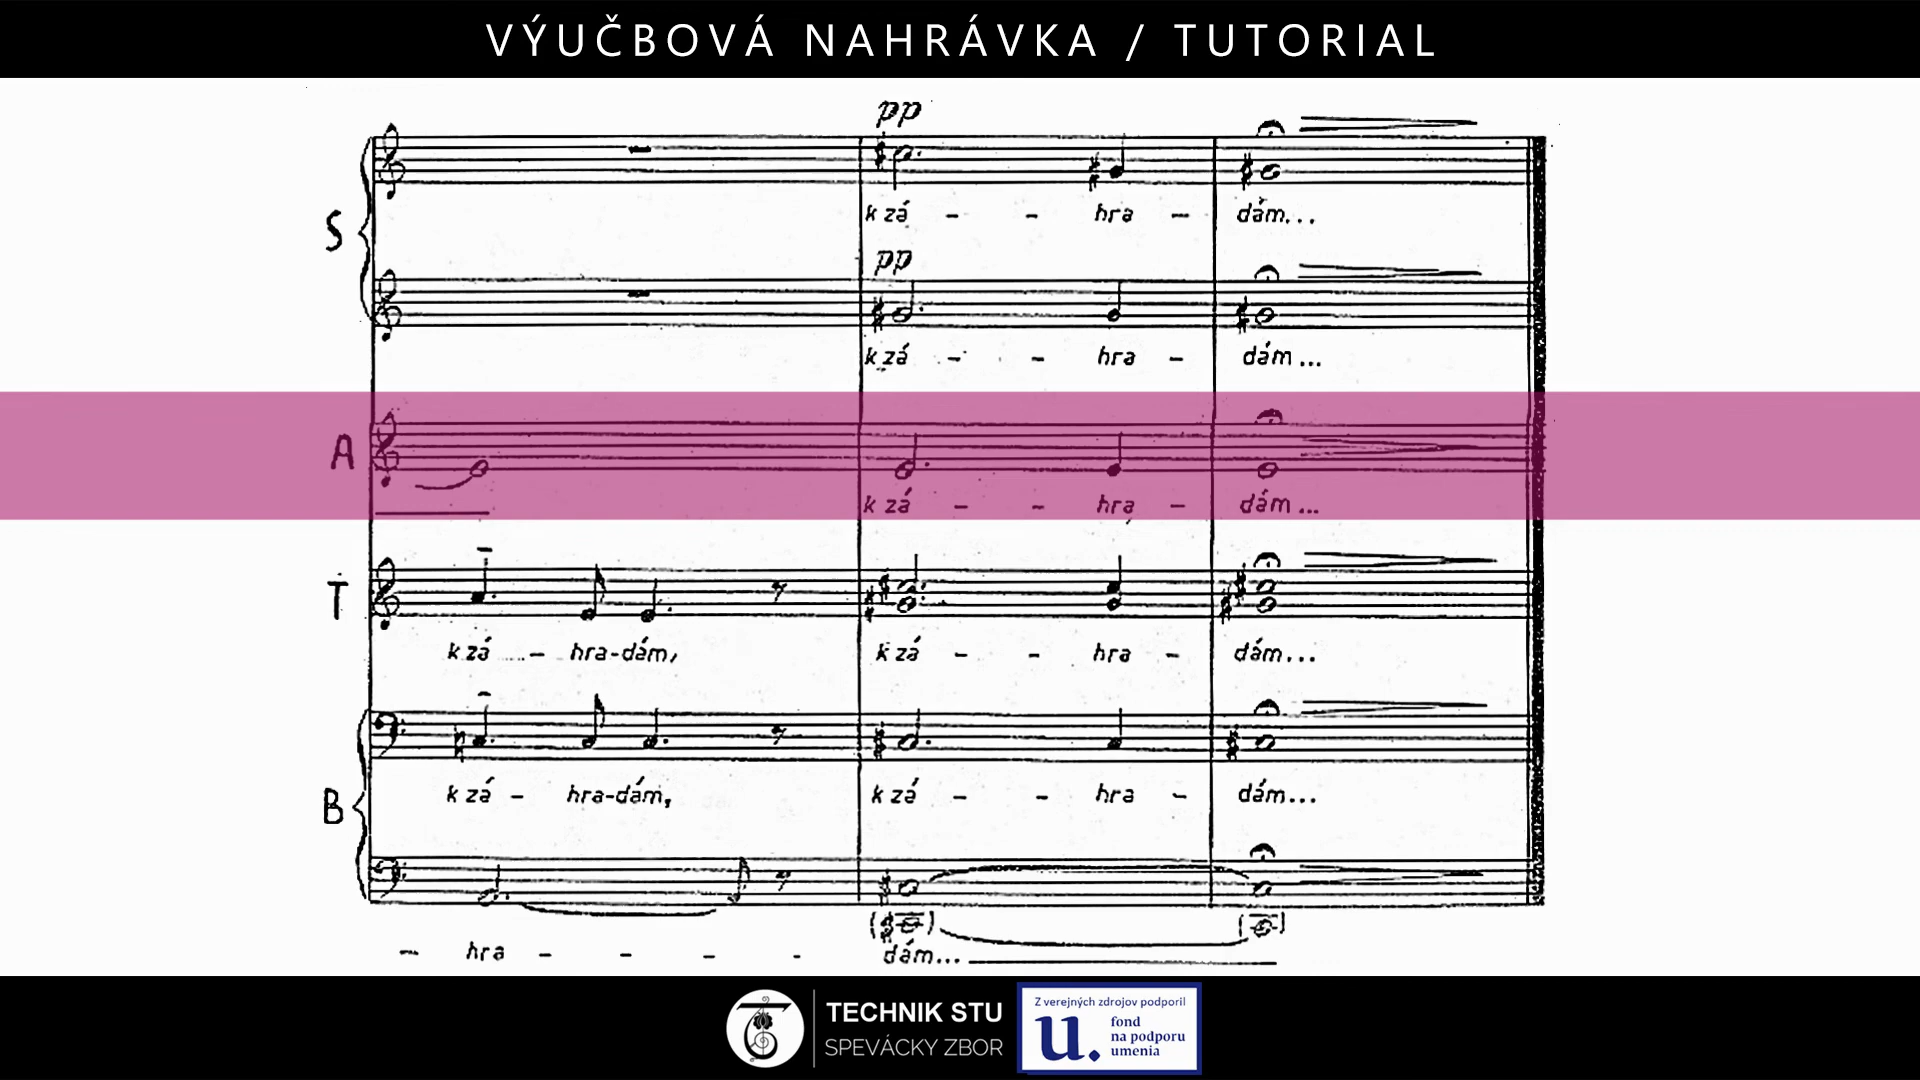 VÝUČBOVÁ NAHRÁVKA / TUTORIAL
pp
k zá - - hra - dám...
S
pp
k zá - - hra - dám...
A
k zá - - hra - dám...
T
k zá - hra-dám, k zá - - hra - dám...
k zá - hra-dám, k zá - - hra - dám...
B
- hra - - - - dám...
TECHNIK STU
SPEVÁCKY ZBOR
Z verejných zdrojov podporil
u. fond
na podporu
umenia